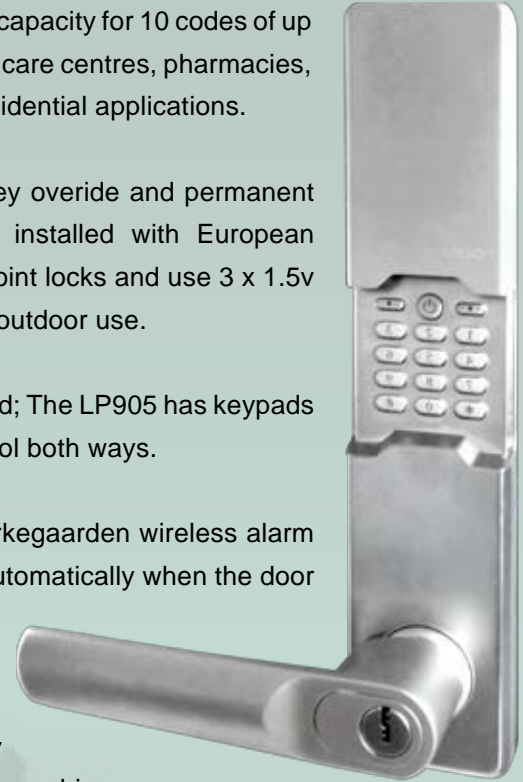 capacity for 10 codes of up
care centres, pharmacies,
idential applications.
ey overide and permanent
installed with European
oint locks and use 3 x 1.5v
outdoor use.
d; The LP905 has keypads
ol both ways.
rkegaarden wireless alarm
utomatically when the door